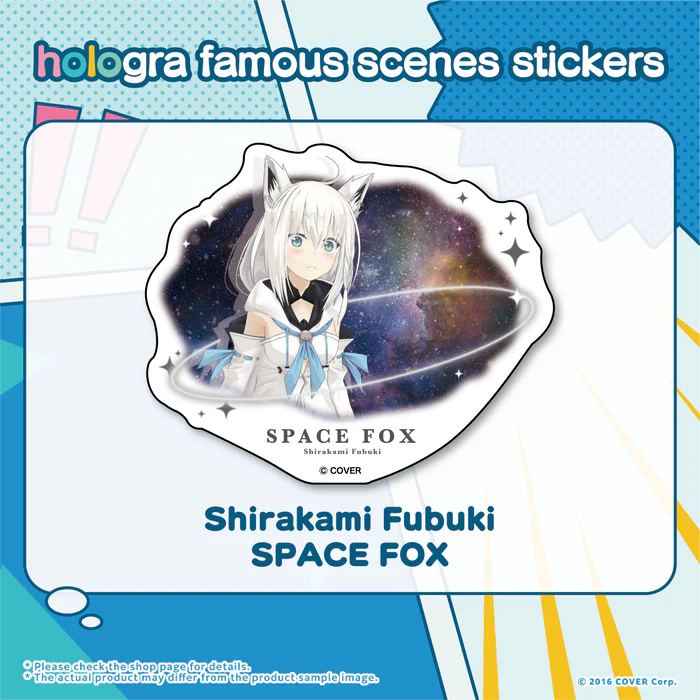 hologra famous scenes stickers
!!
SPACE FOX
Shirakami Fubuki
© COVER
Shirakami Fubuki
SPACE FOX
* Please check the shop page for details.
* The actual product may differ from the product sample image.
© 2016 COVER Corp.